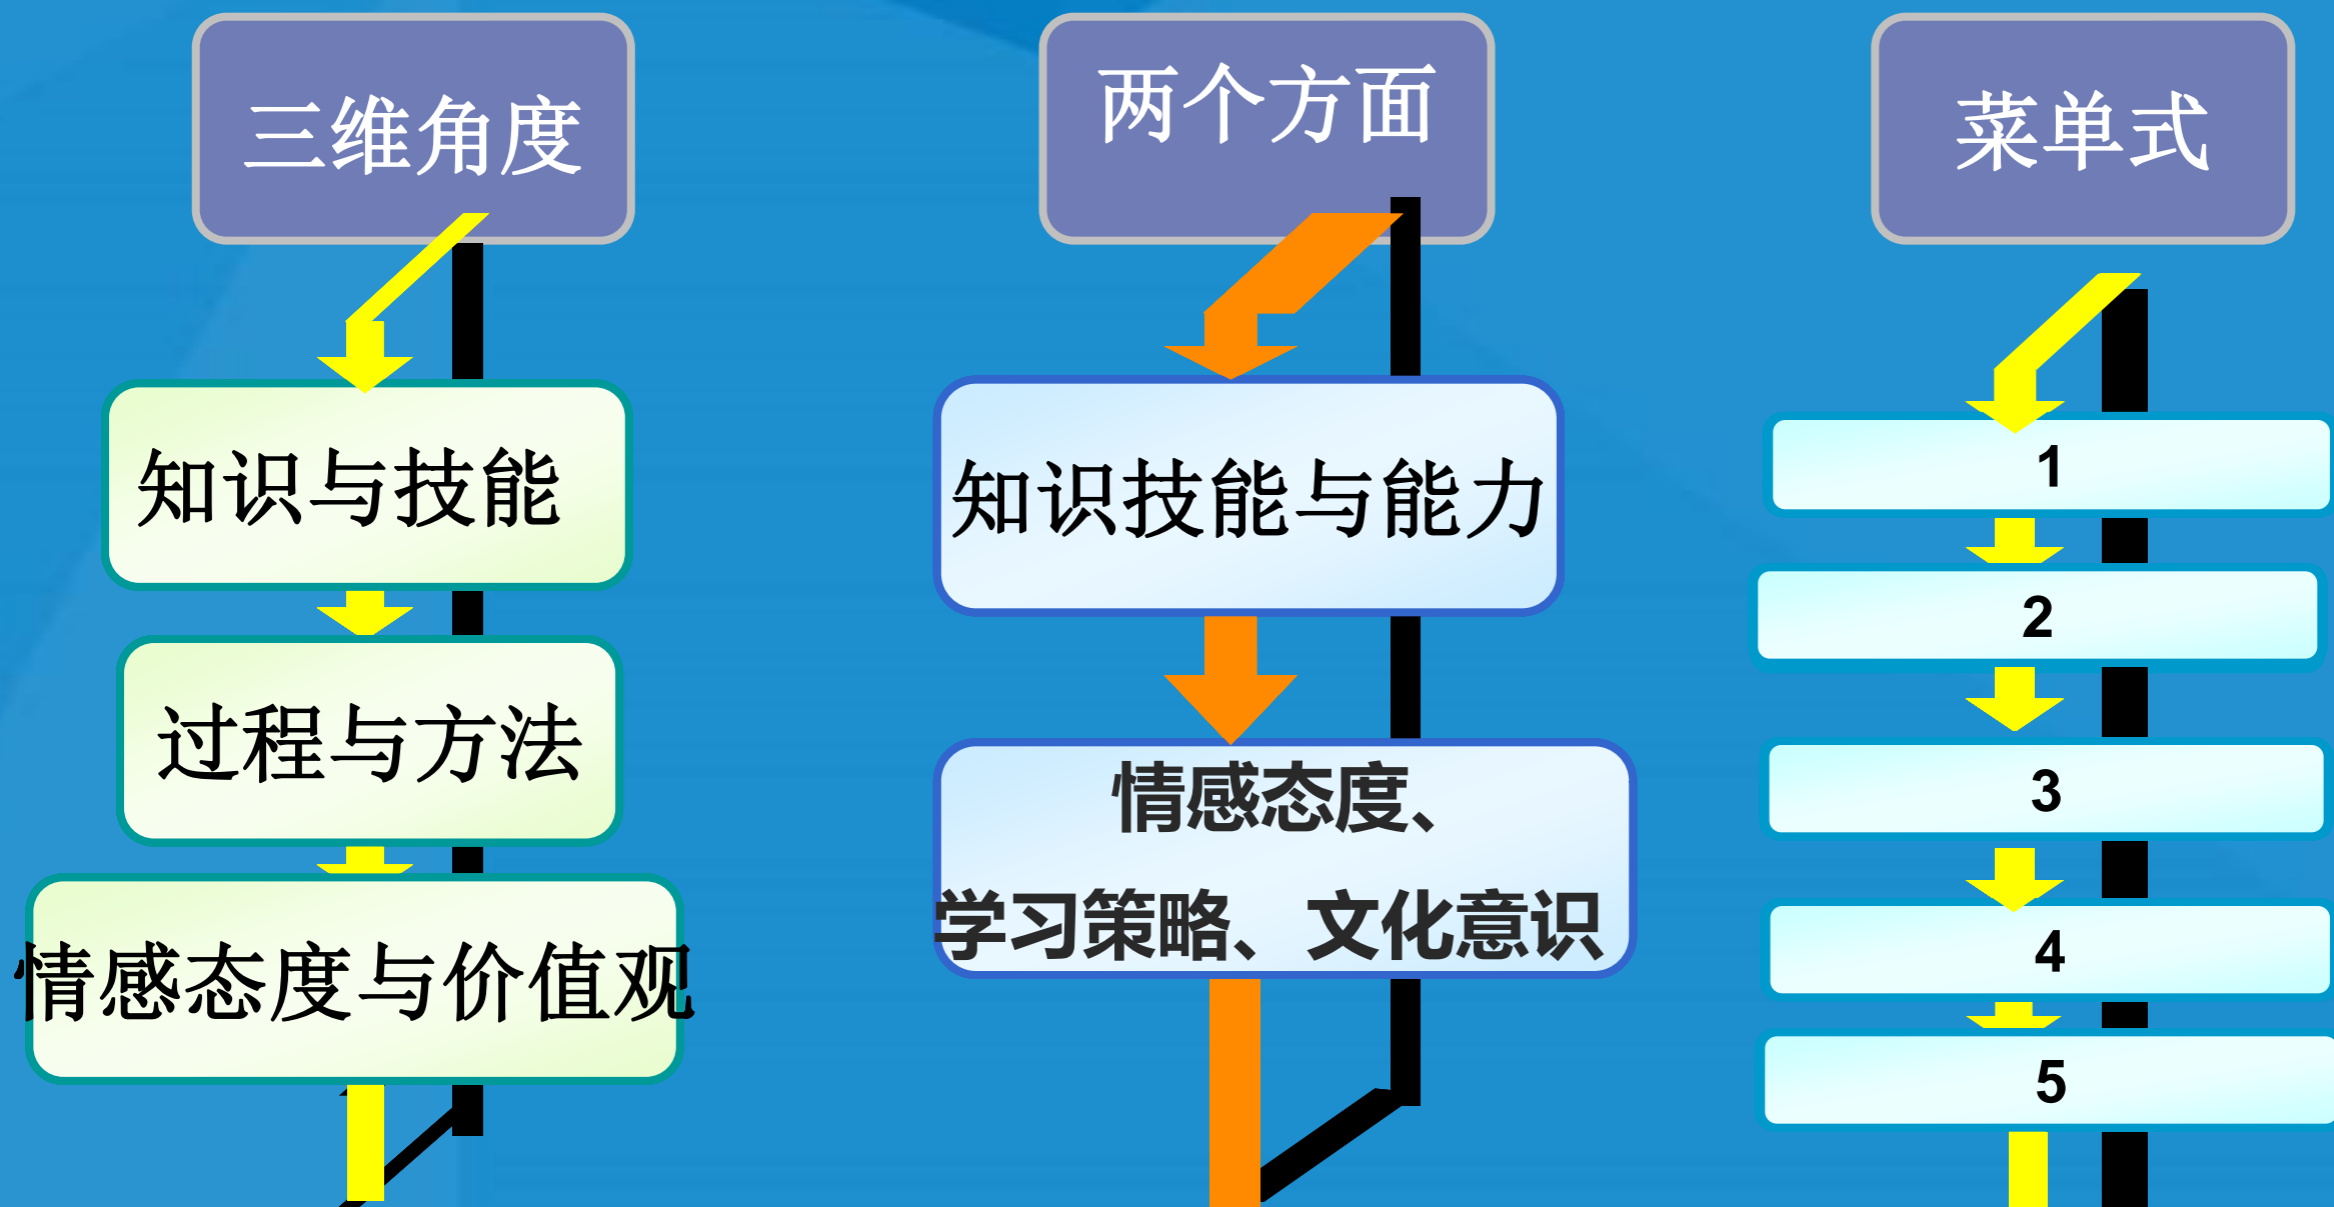 三维角度
知识与技能
过程与方法
情感态度与价值观
两个方面
知识技能与能力
情感态度、
学习策略、文化意识
菜单式
1
2
3
4
5